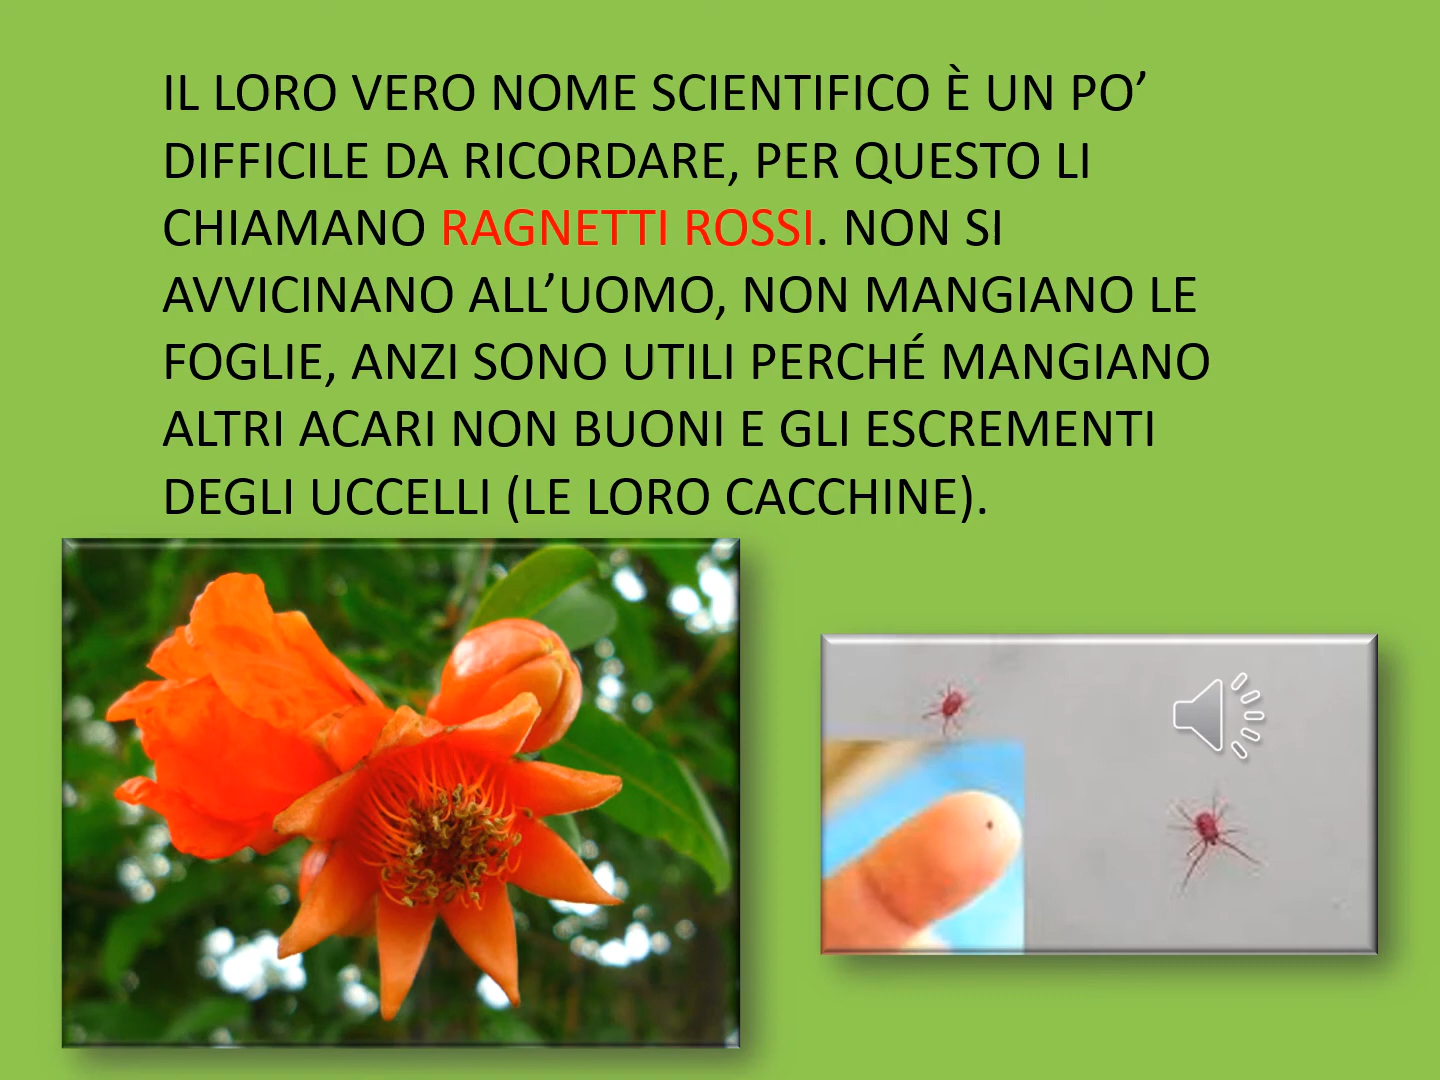 IL LORO VERO NOME SCIENTIFICO È UN PO’
DIFFICILE DA RICORDARE, PER QUESTO LI
CHIAMANO RAGNETTI ROSSI. NON SI
AVVICINANO ALL’UOMO, NON MANGIANO LE
FOGLIE, ANZI SONO UTILI PERCHÉ MANGIANO
ALTRI ACARI NON BUONI E GLI ESCREMENTI
DEGLI UCCELLI (LE LORO CACCHINE).